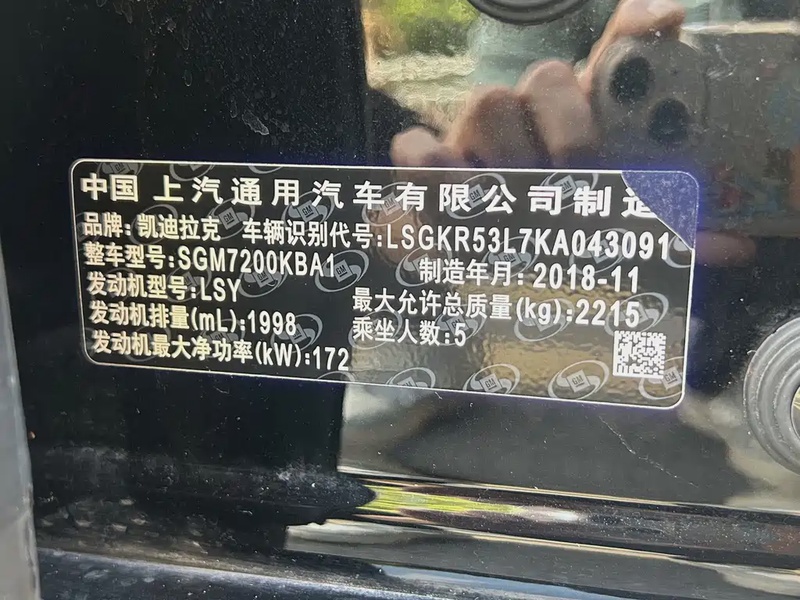 中国 上汽通用汽车有限公司制造
品牌: 凯迪拉克 车辆识别代号:LSGKR53L7KA043091
整车型号:SGM7200KBA1 制造年月: 2018-11
发动机型号:LSY 最大允许总质量(kg):2215
发动机排量(mL):1998 乘坐人数:5
发动机最大净功率(kW):172